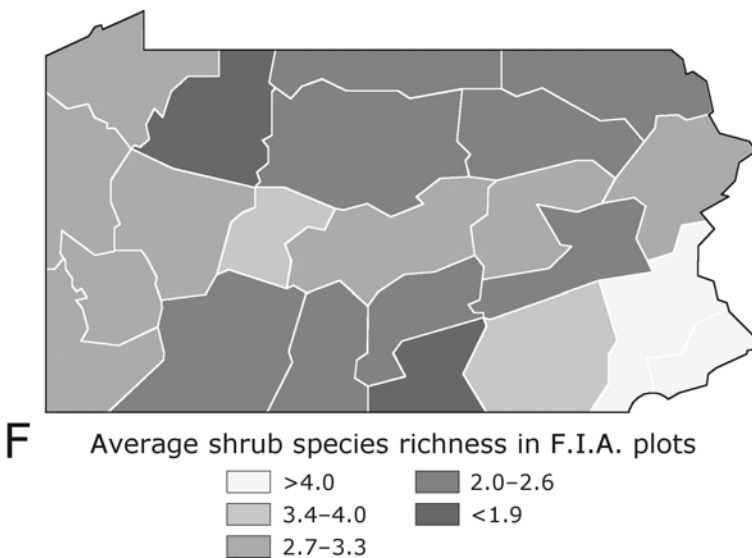 F Average shrub species richness in F.I.A. plots
>4.0 2.0–2.6
3.4–4.0 <1.9
2.7–3.3